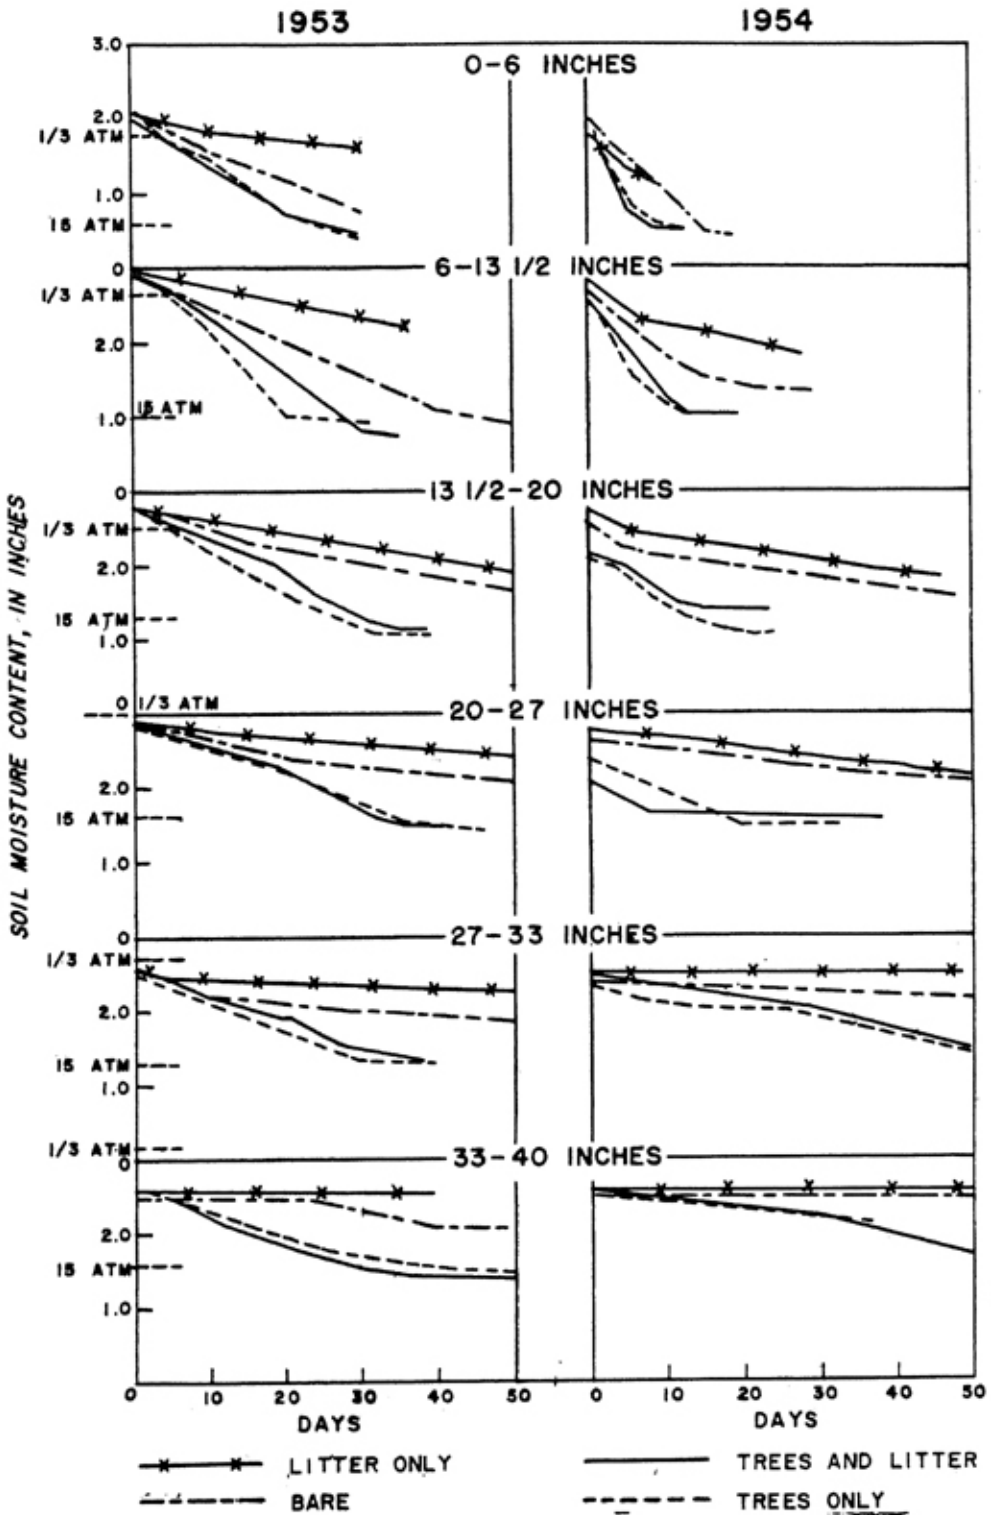 1953 1954
3.0
0-6 INCHES
2.0
1/3 ATM
1.0
15 ATM
0
6-13 1/2 INCHES
1/3 ATM
2.0
15 ATM
1.0
0
13 1/2-20 INCHES
1/3 ATM
2.0
15 ATM
1.0
0 1/3 ATM
20-27 INCHES
2.0
15 ATM
1.0
0
27-33 INCHES
1/3 ATM
2.0
15 ATM
1.0
1/3 ATM
0
33-40 INCHES
2.0
15 ATM
1.0
SOIL MOISTURE CONTENT, IN INCHES
0 10 20 30 40 50 0 10 20 30 40 50
DAYS DAYS
LITTER ONLY TREES AND LITTER
BARE TREES ONLY